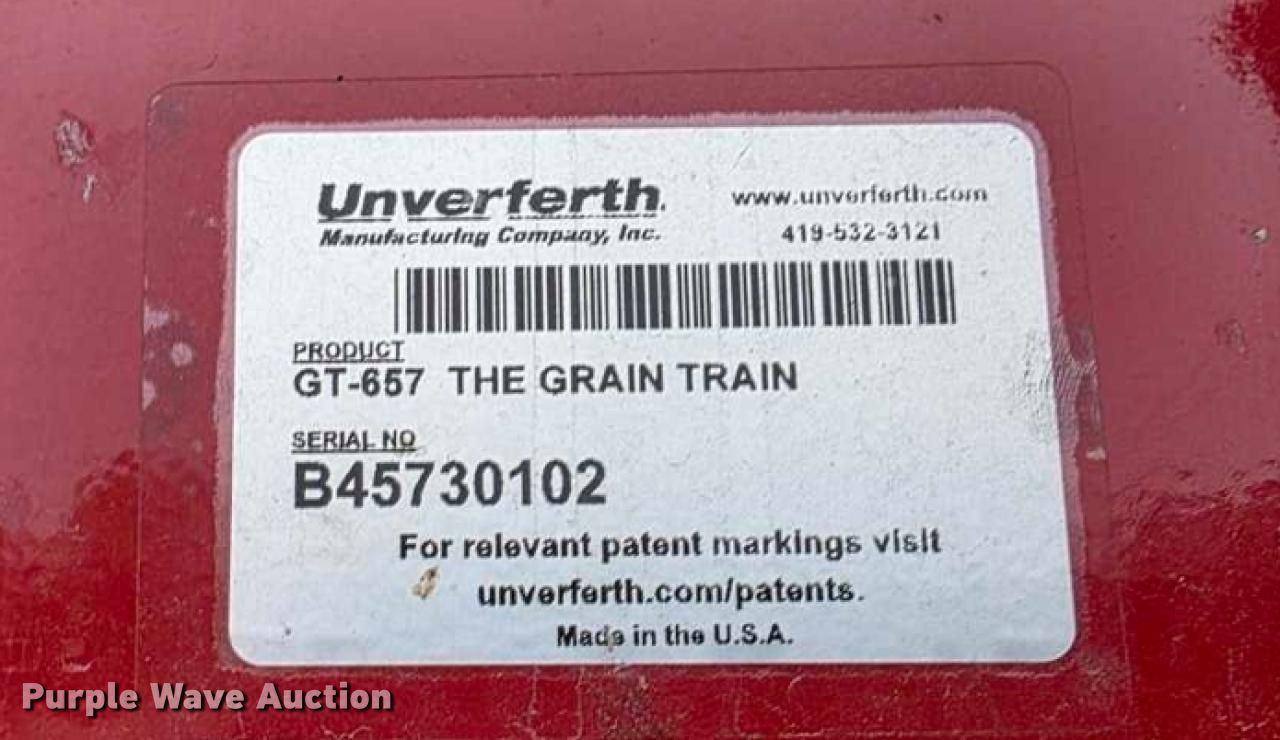 Unverferth
Manufacturing Company, Inc.
www.unverferth.com
419-532-3121
PRODUCT
GT-657 THE GRAIN TRAIN
SERIAL NO
B45730102
For relevant patent markings visit
unverferth.com/patents.
Made in the U.S.A.
Purple Wave Auction